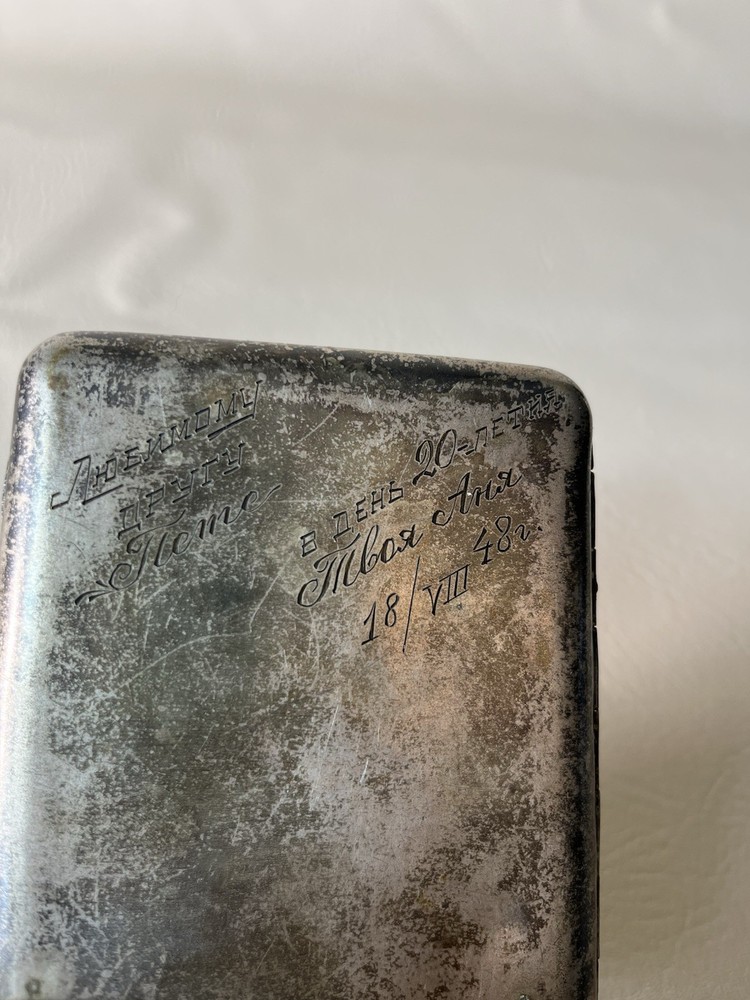 Любимому
другу
Пете
в день 20-летия
Твоя Аня
18/VIII 48г.